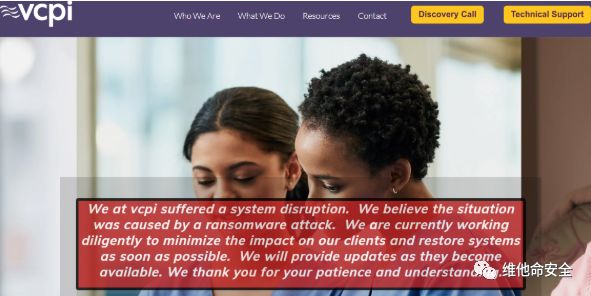 vcpi
Who We Are What We Do Resources Contact Discovery Call Technical Support
We at vcpi suffered a system disruption. We believe the situation
was caused by a ransomware attack. We are currently working
diligently to minimize the impact on our clients and restore systems
as soon as possible. We will provide updates as they become
available. We thank you for your patience and
维他命安全